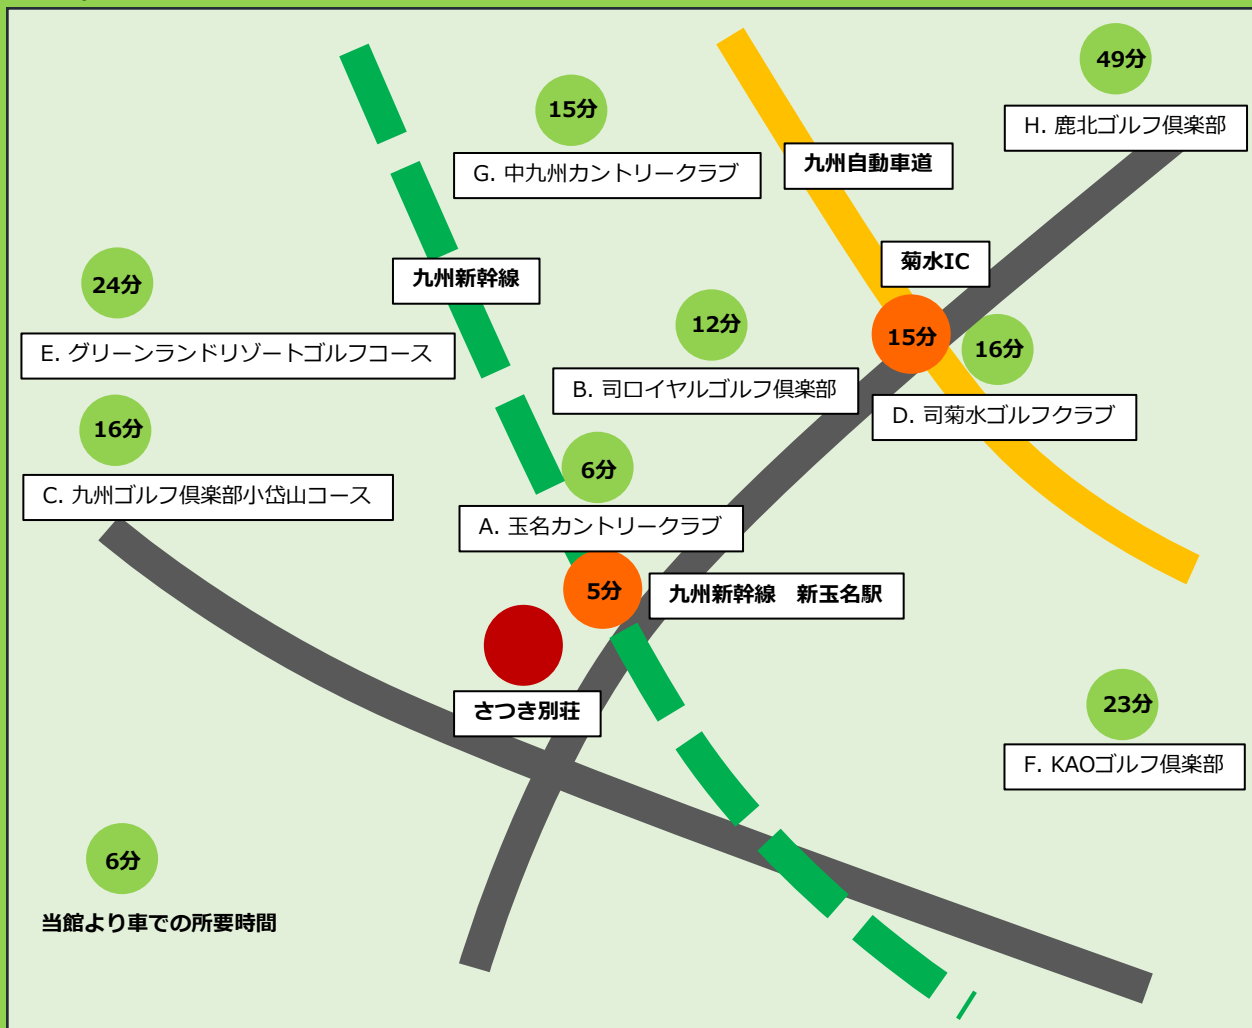 49分
H. 鹿北ゴルフ倶楽部
15分
G. 中九州カントリークラブ
九州自動車道
菊水IC
九州新幹線
24分
E. グリーンランドリゾートゴルフコース
12分
B. 司ロイヤルゴルフ倶楽部
15分
16分
D. 司菊水ゴルフクラブ
16分
C. 九州ゴルフ倶楽部小岱山コース
6分
A. 玉名カントリークラブ
5分
九州新幹線　新玉名駅
さつき別荘
23分
F. KAOゴルフ倶楽部
6分
当館より車での所要時間